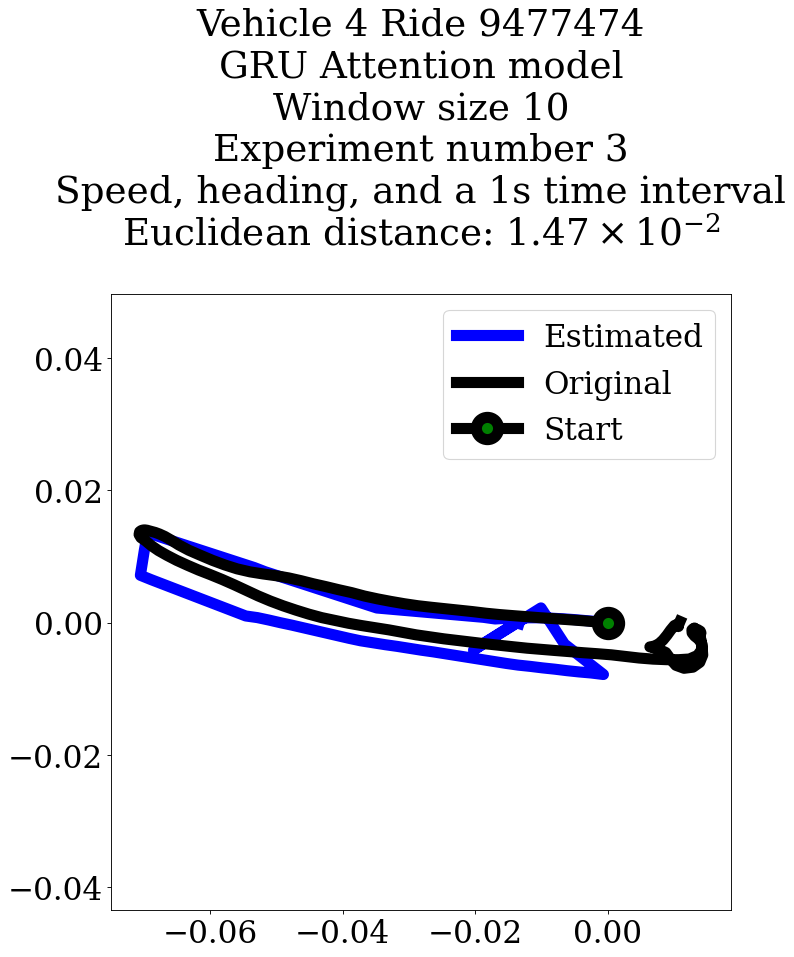 Vehicle 4 Ride 9477474
GRU Attention model
Window size 10
Experiment number 3
Speed, heading, and a 1s time interval
Euclidean distance: 1.47 × 10⁻²
Estimated
Original
Start
0.04
0.02
0.00
−0.02
−0.04
−0.06 −0.04 −0.02 0.00